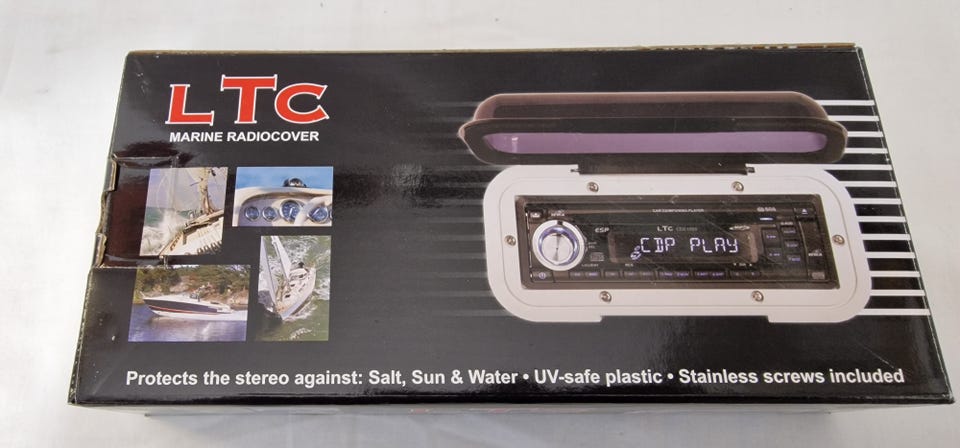 LTC
MARINE RADIOCOVER
ESP
LTC
CDP PLAY
Protects the stereo against: Salt, Sun & Water • UV-safe plastic • Stainless screws included